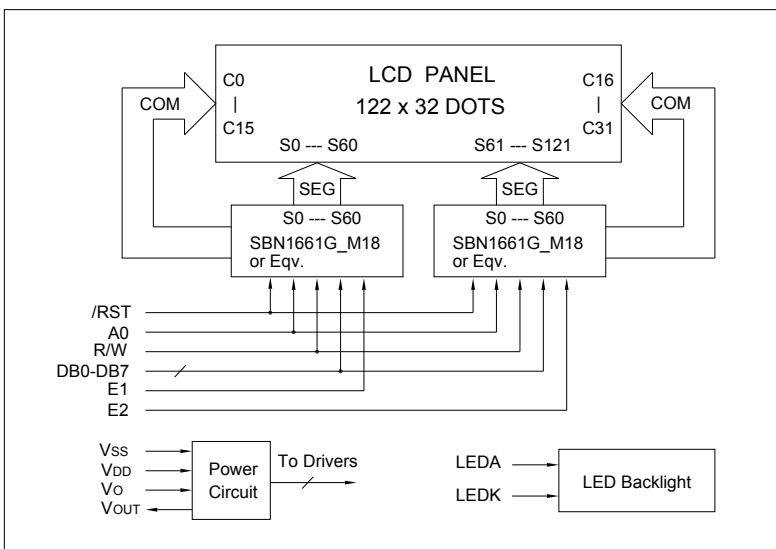 LCD PANEL
122 x 32 DOTS
C0
|
C15
C16
|
C31
COM
COM
S0 --- S60
S61 --- S121
SEG
SEG
S0 --- S60
SBN1661G_M18
or Eqv.
S0 --- S60
SBN1661G_M18
or Eqv.
/RST
A0
R/W
DB0-DB7
E1
E2
VSS
VDD
VO
VOUT
Power
Circuit
To Drivers
LEDA
LEDK
LED Backlight